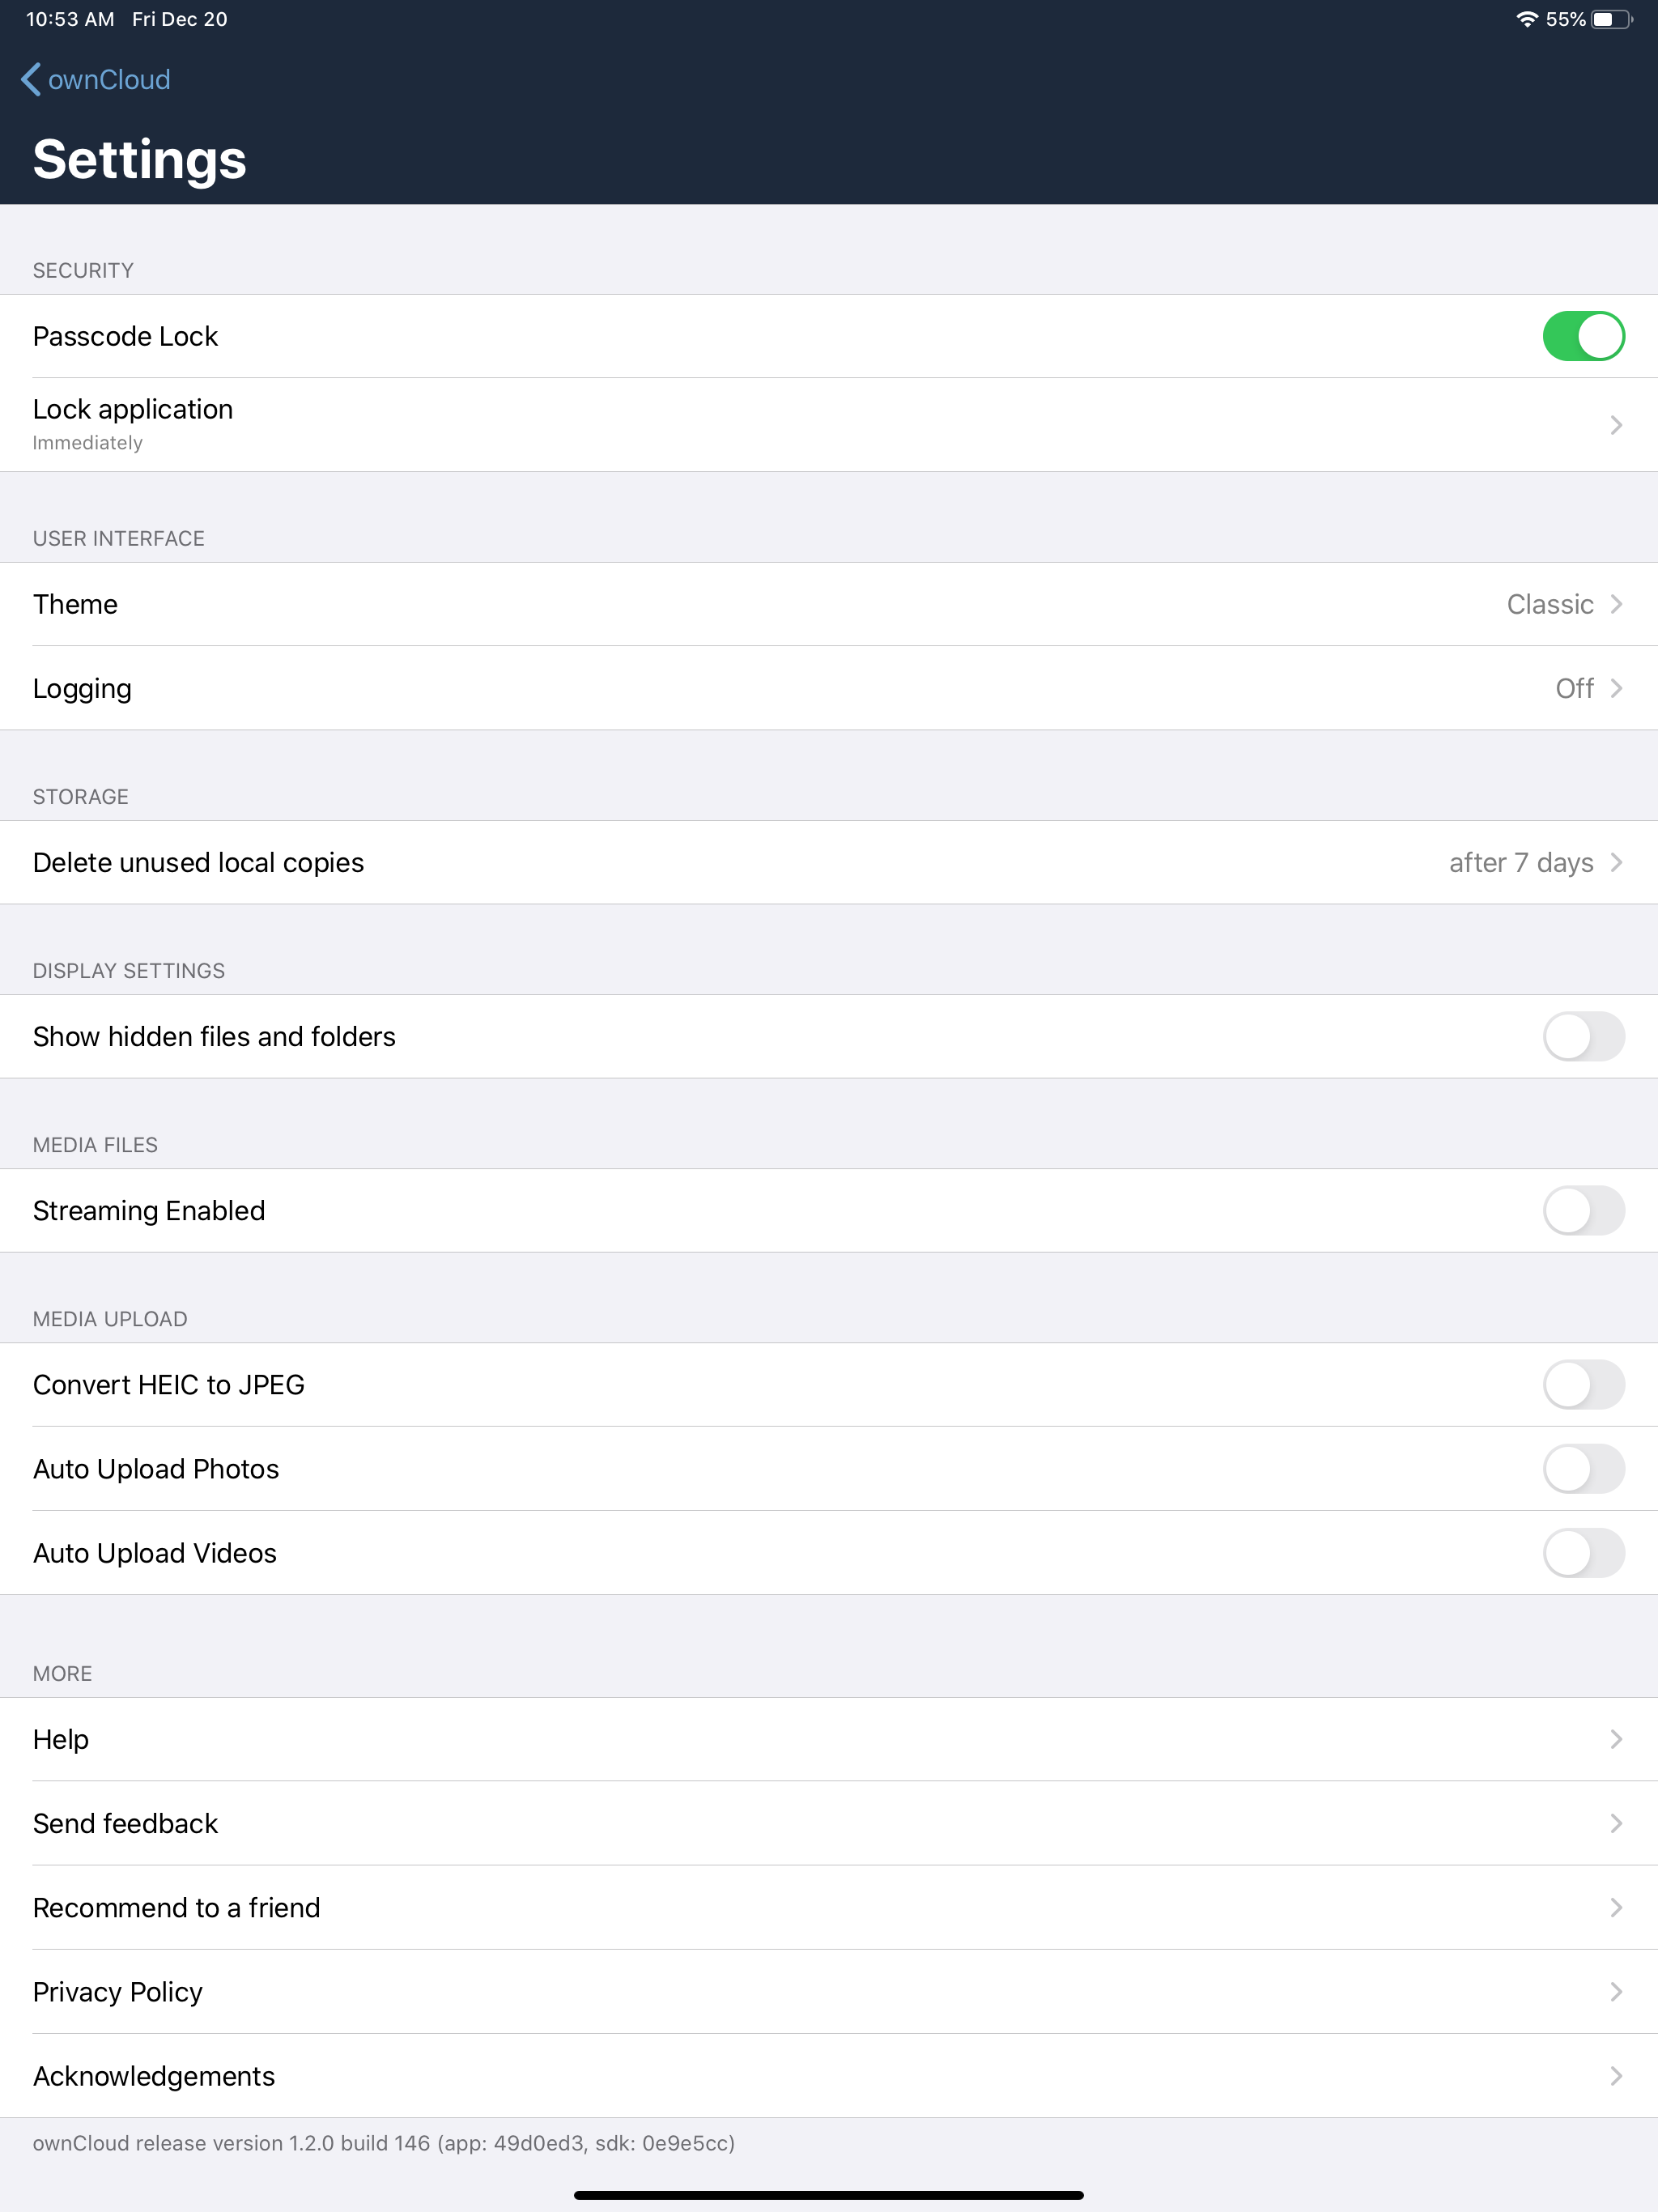 10:53 AM Fri Dec 20 55%
ownCloud
Settings
SECURITY
Passcode Lock
Lock application
Immediately
USER INTERFACE
Theme Classic
Logging Off
STORAGE
Delete unused local copies after 7 days
DISPLAY SETTINGS
Show hidden files and folders
MEDIA FILES
Streaming Enabled
MEDIA UPLOAD
Convert HEIC to JPEG
Auto Upload Photos
Auto Upload Videos
MORE
Help
Send feedback
Recommend to a friend
Privacy Policy
Acknowledgements
ownCloud release version 1.2.0 build 146 (app: 49d0ed3, sdk: 0e9e5cc)